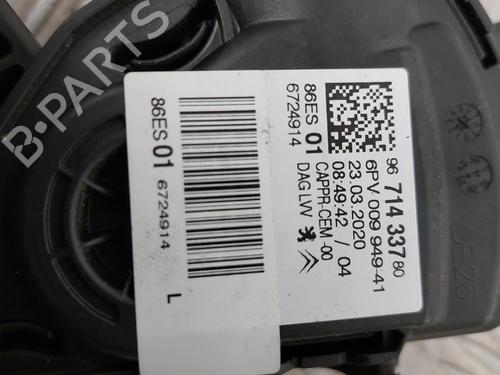 B-PARTS
96 714 337 80
6PV 009 949-41
23.03.2020
08:49:42 / 04
CAPPR.CEM -00
DAG LVV
86ES 01
6724914
86ES 01 6724914
L
DE26